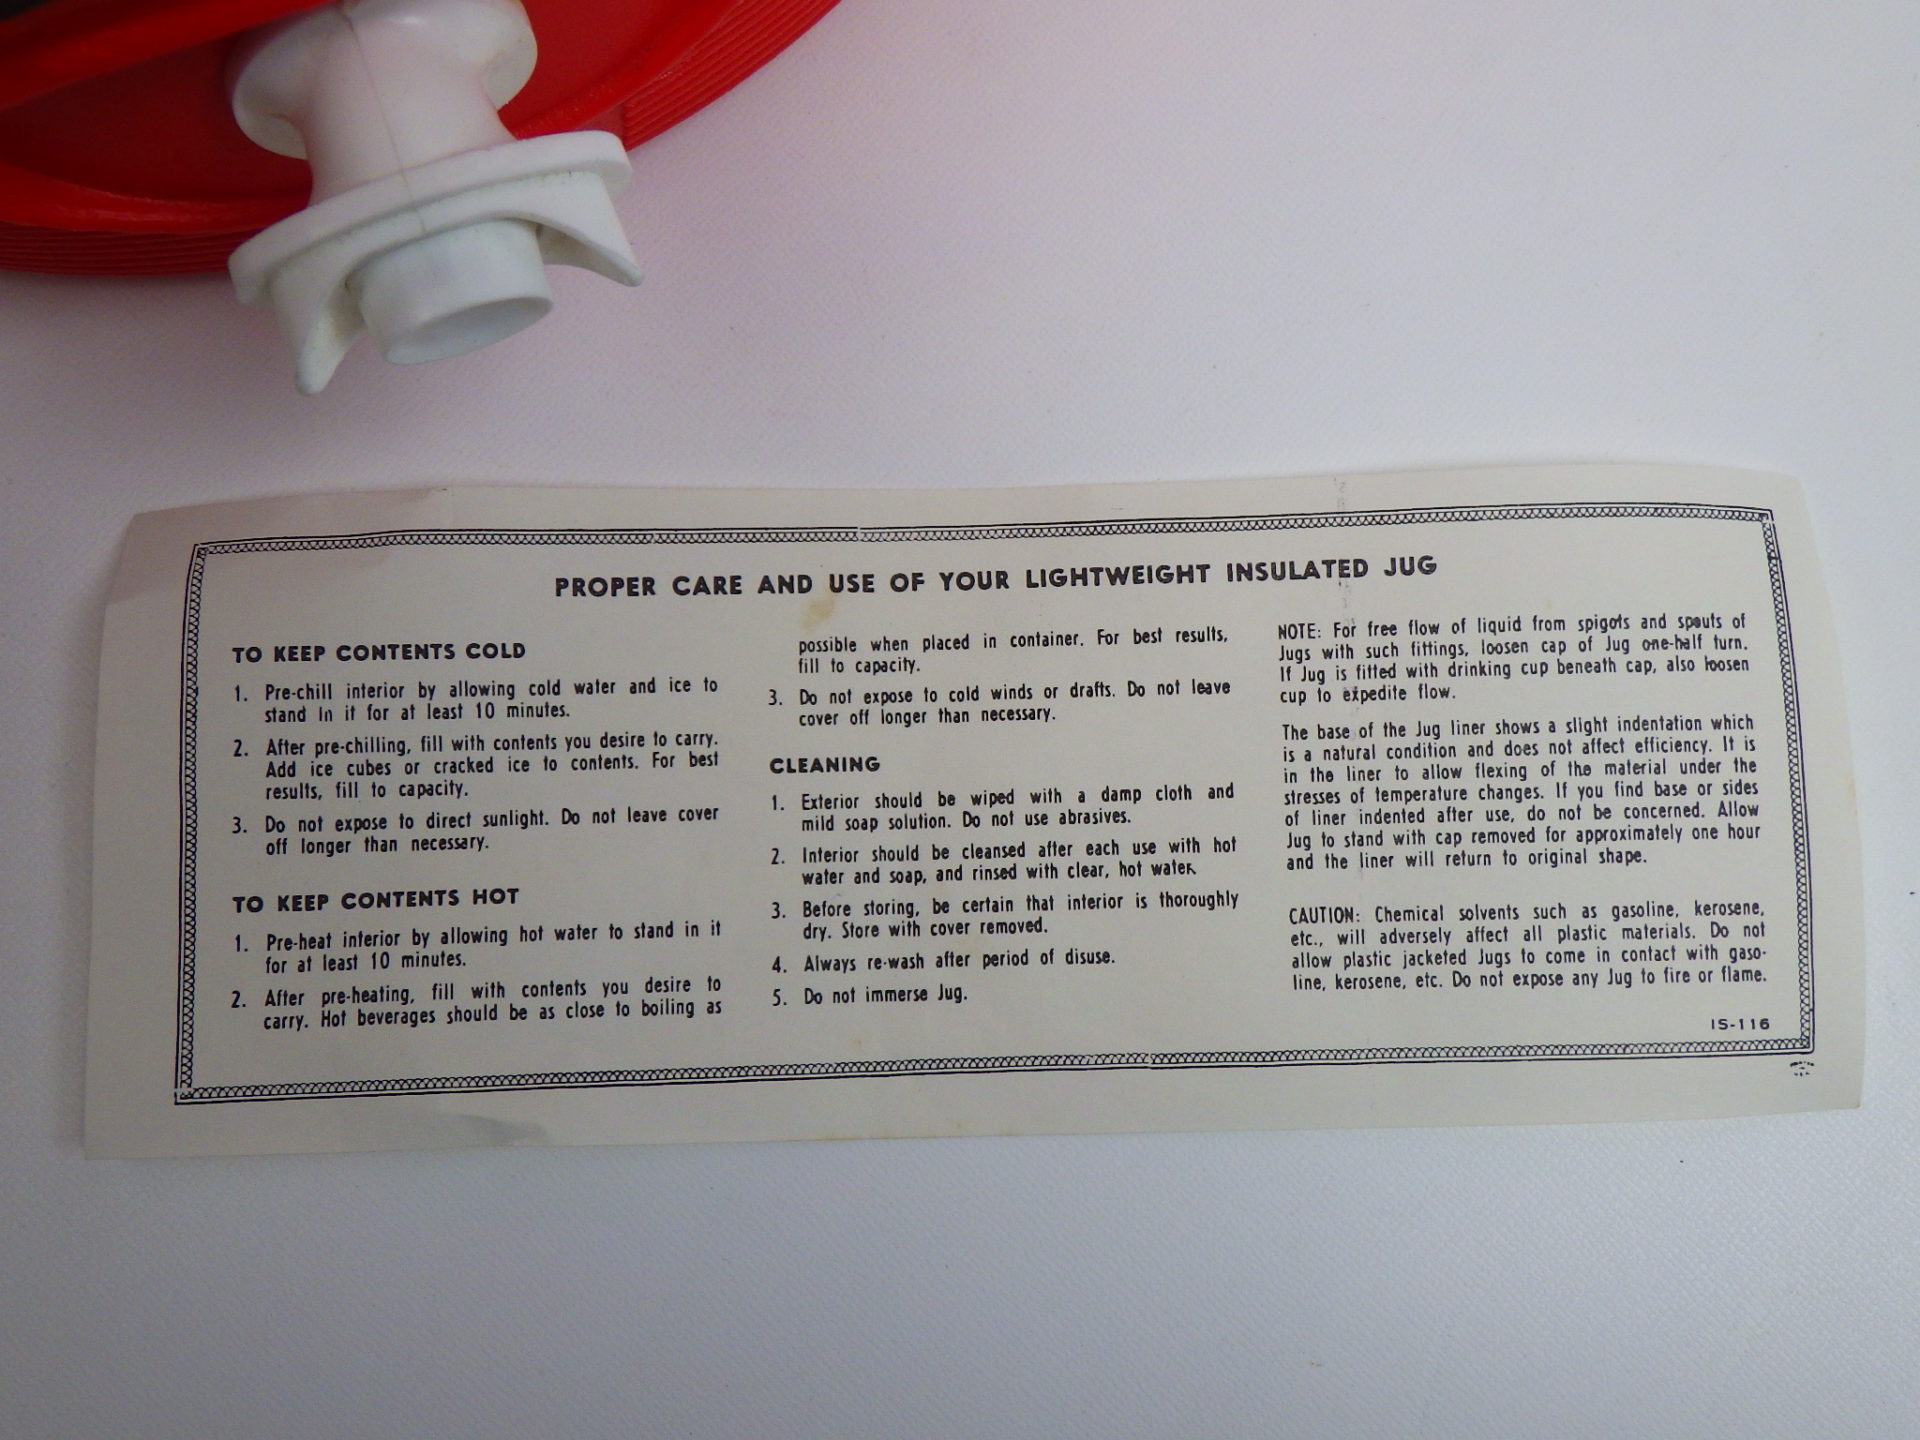 PROPER CARE AND USE OF YOUR LIGHTWEIGHT INSULATED JUG
TO KEEP CONTENTS COLD
1. Pre-chill interior by allowing cold water and ice to
stand in it for at least 10 minutes.
2. After pre-chilling, fill with contents you desire to carry.
Add ice cubes or cracked ice to contents. For best
results, fill to capacity.
3. Do not expose to direct sunlight. Do not leave cover
off longer than necessary.
TO KEEP CONTENTS HOT
1. Pre-heat interior by allowing hot water to stand in it
for at least 10 minutes.
2. After pre-heating, fill with contents you desire to
carry. Hot beverages should be as close to boiling as
possible when placed in container. For best results,
fill to capacity.
3. Do not expose to cold winds or drafts. Do not leave
cover off longer than necessary.
CLEANING
1. Exterior should be wiped with a damp cloth and
mild soap solution. Do not use abrasives.
2. Interior should be cleansed after each use with hot
water and soap, and rinsed with clear, hot water.
3. Before storing, be certain that interior is thoroughly
dry. Store with cover removed.
4. Always re-wash after period of disuse.
5. Do not immerse Jug.
NOTE: For free flow of liquid from spigots and spouts of
Jugs with such fittings, loosen cap of Jug one-half turn.
If Jug is fitted with drinking cup beneath cap, also loosen
cup to expedite flow.
The base of the Jug liner shows a slight indentation which
is a natural condition and does not affect efficiency. It is
in the liner to allow flexing of the material under the
stresses of temperature changes. If you find base or sides
of liner indented after use, do not be concerned. Allow
Jug to stand with cap removed for approximately one hour
and the liner will return to original shape.
CAUTION: Chemical solvents such as gasoline, kerosene,
etc., will adversely affect all plastic materials. Do not
allow plastic jacketed Jugs to come in contact with gaso-
line, kerosene, etc. Do not expose any Jug to fire or flame.
IS-116